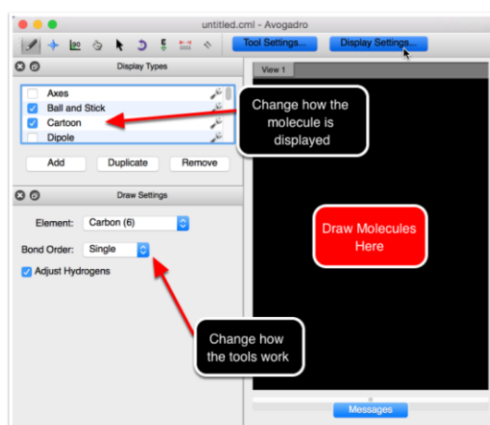 untitled.cml - Avogadro
Tool Settings...
Display Settings...
Display Types
Axes
Ball and Stick
Cartoon
Dipole
Add
Duplicate
Remove
Draw Settings
Element:
Carbon (6)
Bond Order:
Single
Adjust Hydrogens
View 1
Change how the
molecule is
displayed
Draw Molecules
Here
Change how
the tools work
Messages